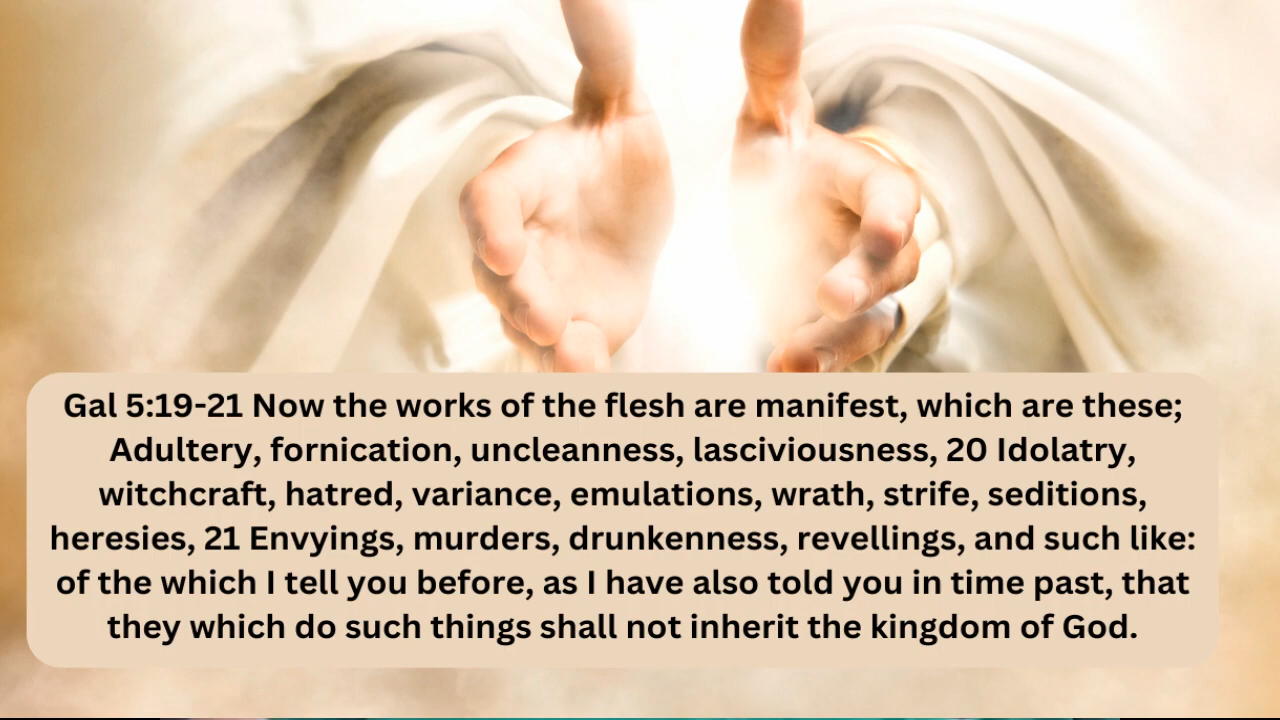 Gal 5:19-21 Now the works of the flesh are manifest, which are these;
Adultery, fornication, uncleanness, lasciviousness, 20 Idolatry,
witchcraft, hatred, variance, emulations, wrath, strife, seditions,
heresies, 21 Envyings, murders, drunkenness, revellings, and such like:
of the which I tell you before, as I have also told you in time past, that
they which do such things shall not inherit the kingdom of God.